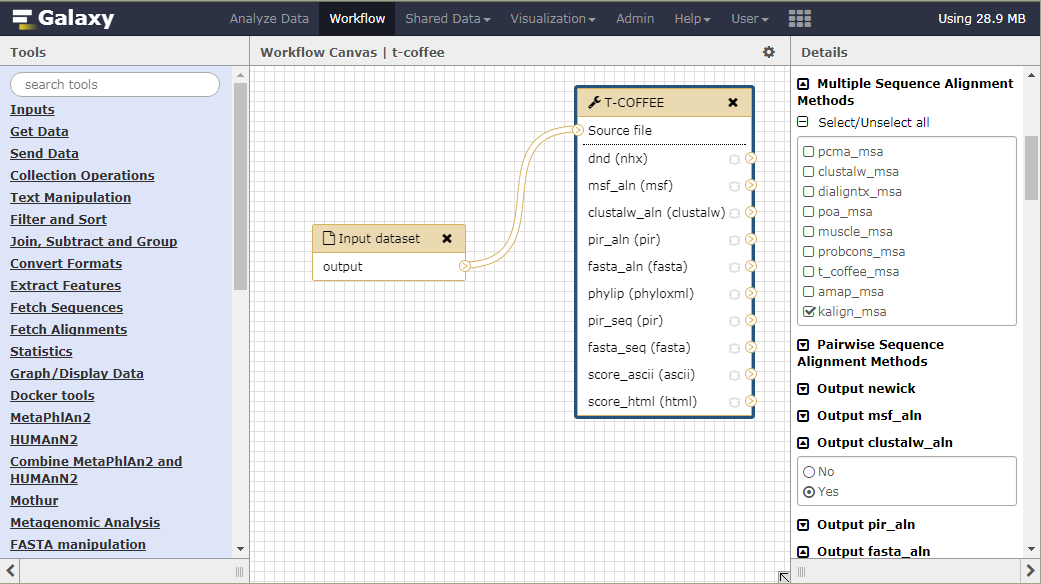 Galaxy
Analyze Data Workflow Shared Data Visualization Admin Help User Using 28.9 MB
Tools
search tools
Inputs
Get Data
Send Data
Collection Operations
Text Manipulation
Filter and Sort
Join, Subtract and Group
Convert Formats
Extract Features
Fetch Sequences
Fetch Alignments
Statistics
Graph/Display Data
Docker tools
MetaPhlAn2
HUMAnN2
Combine MetaPhlAn2 and
HUMAnN2
Mothur
Metagenomic Analysis
FASTA manipulation
Workflow Canvas | t-coffee
Input dataset
output
T-COFFEE
Source file
dnd (nhx)
msf_aln (msf)
clustalw_aln (clustalw)
pir_aln (pir)
fasta_aln (fasta)
phylip (phyloxml)
pir_seq (pir)
fasta_seq (fasta)
score_ascii (ascii)
score_html (html)
Details
Multiple Sequence Alignment
Methods
Select/Unselect all
pcma_msa
clustalw_msa
dialigntx_msa
poa_msa
muscle_msa
probcons_msa
t_coffee_msa
amap_msa
kalign_msa
Pairwise Sequence
Alignment Methods
Output newick
Output msf_aln
Output clustalw_aln
No
Yes
Output pir_aln
Output fasta_aln